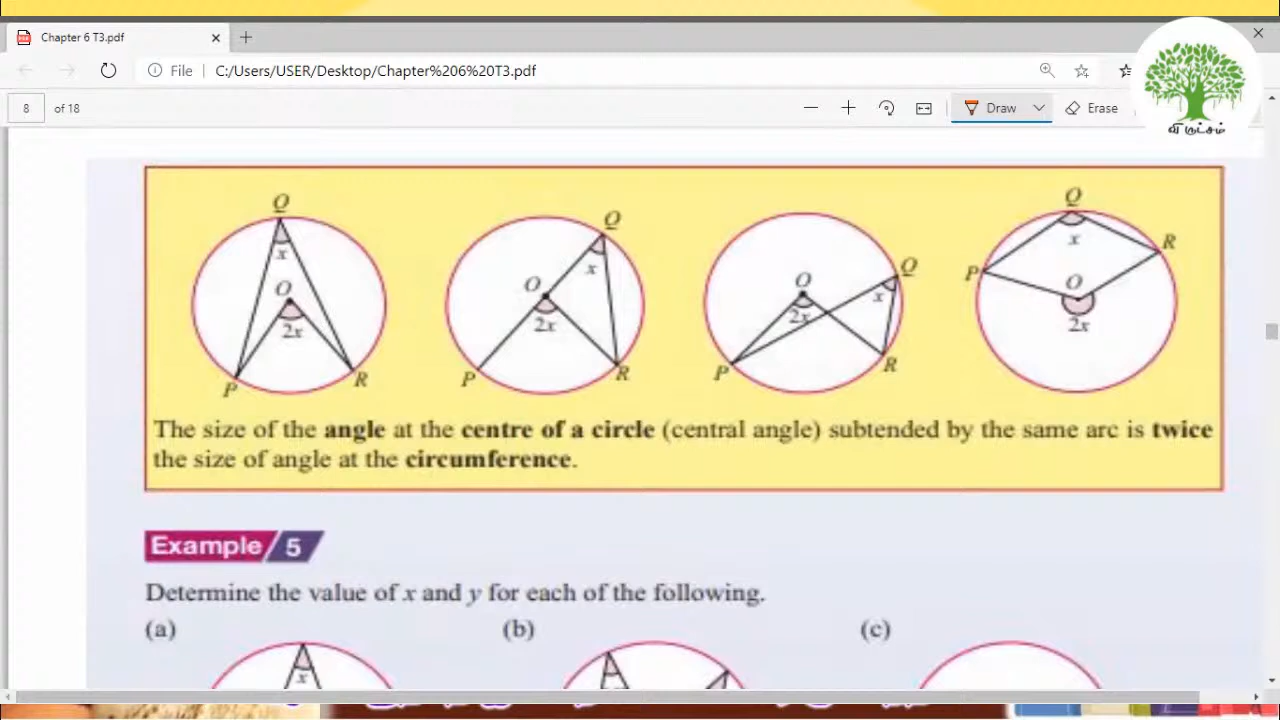 Chapter 6 T3.pdf
File
C:/Users/USER/Desktop/Chapter%206%20T3.pdf
8 of 18
Draw
Erase
விருட்சம்
Q
x
O
2x
P
R
Q
x
O
2x
P
R
O
Q
2x
x
P
R
Q
x
R
P
O
2x
The size of the angle at the centre of a circle (central angle) subtended by the same arc is twice
the size of angle at the circumference.
Example 5
Determine the value of x and y for each of the following.
(a) (b) (c)
x